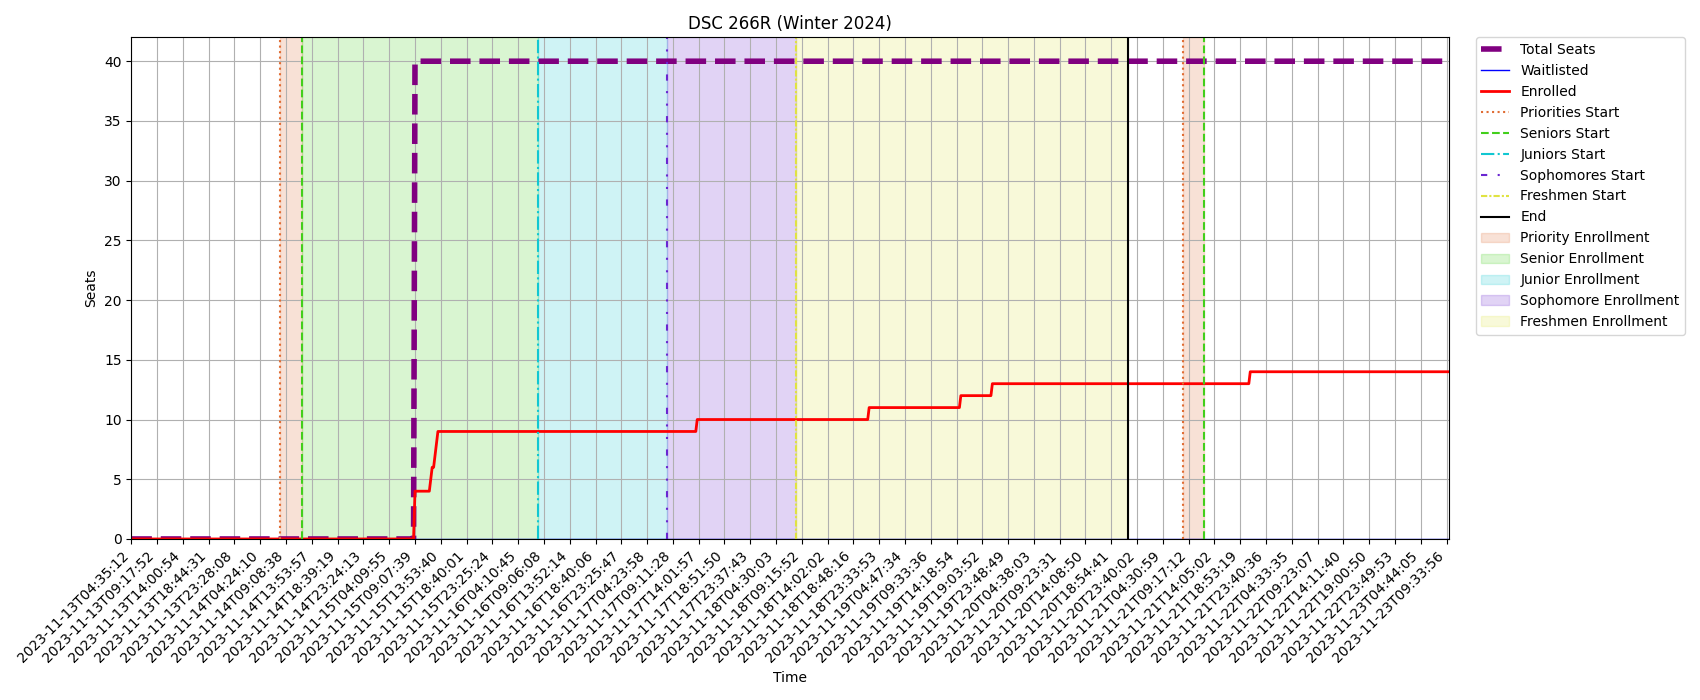 DSC 266R (Winter 2024)
Seats
40
35
30
25
20
15
10
5
0
2023-11-13T04:35:12
2023-11-13T09:17:52
2023-11-13T14:00:54
2023-11-13T18:44:31
2023-11-13T23:28:08
2023-11-14T04:24:10
2023-11-14T09:08:38
2023-11-14T13:53:57
2023-11-14T18:39:19
2023-11-14T23:24:13
2023-11-15T04:09:55
2023-11-15T09:07:39
2023-11-15T13:53:40
2023-11-15T18:40:01
2023-11-15T23:25:24
2023-11-16T04:10:45
2023-11-16T09:06:08
2023-11-16T13:52:14
2023-11-16T18:40:06
2023-11-16T23:25:47
2023-11-17T04:23:58
2023-11-17T09:11:28
2023-11-17T14:01:57
2023-11-17T18:51:50
2023-11-17T23:37:43
2023-11-18T04:30:03
2023-11-18T09:15:52
2023-11-18T14:02:02
2023-11-18T18:48:16
2023-11-18T23:33:53
2023-11-19T04:47:34
2023-11-19T09:33:36
2023-11-19T14:18:54
2023-11-19T19:03:52
2023-11-19T23:48:49
2023-11-20T04:38:03
2023-11-20T09:23:31
2023-11-20T14:08:50
2023-11-20T18:54:41
2023-11-20T23:40:02
2023-11-21T04:30:59
2023-11-21T09:17:12
2023-11-21T14:05:02
2023-11-21T18:53:19
2023-11-21T23:40:36
2023-11-22T04:33:35
2023-11-22T09:23:07
2023-11-22T14:11:40
2023-11-22T19:00:50
2023-11-22T23:49:53
2023-11-23T04:44:05
2023-11-23T09:33:56
Time
Total Seats
Waitlisted
Enrolled
Priorities Start
Seniors Start
Juniors Start
Sophomores Start
Freshmen Start
End
Priority Enrollment
Senior Enrollment
Junior Enrollment
Sophomore Enrollment
Freshmen Enrollment